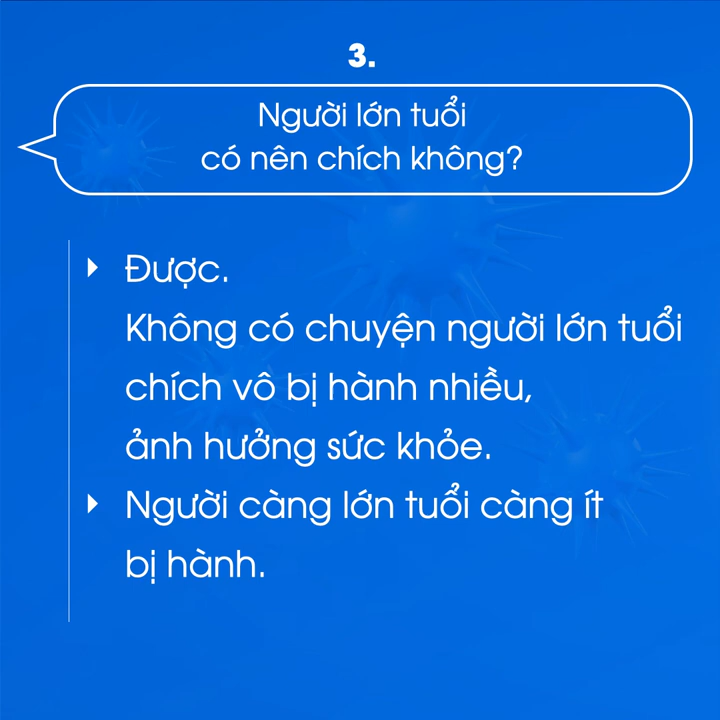 3.
Người lớn tuổi
có nên chích không?
Được.
Không có chuyện người lớn tuổi
chích vô bị hành nhiều,
ảnh hưởng sức khỏe.
Người càng lớn tuổi càng ít
bị hành.